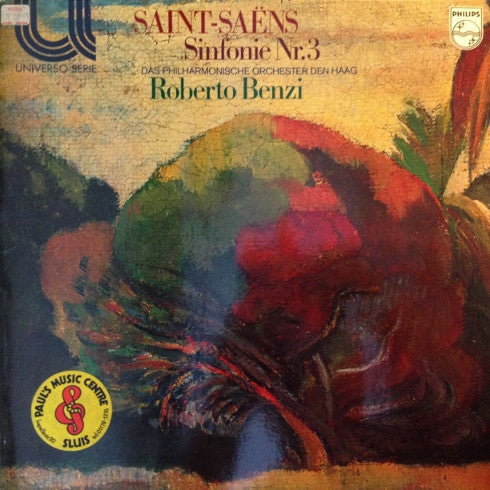 SAINT-SAËNS
Sinfonie Nr.3
PHILIPS
UNIVERSO SERIE
DAS PHILHARMONISCHE ORCHESTER DEN HAAG
Roberto Benzi
PAUL'S MUSIC CENTRE
SLUIS